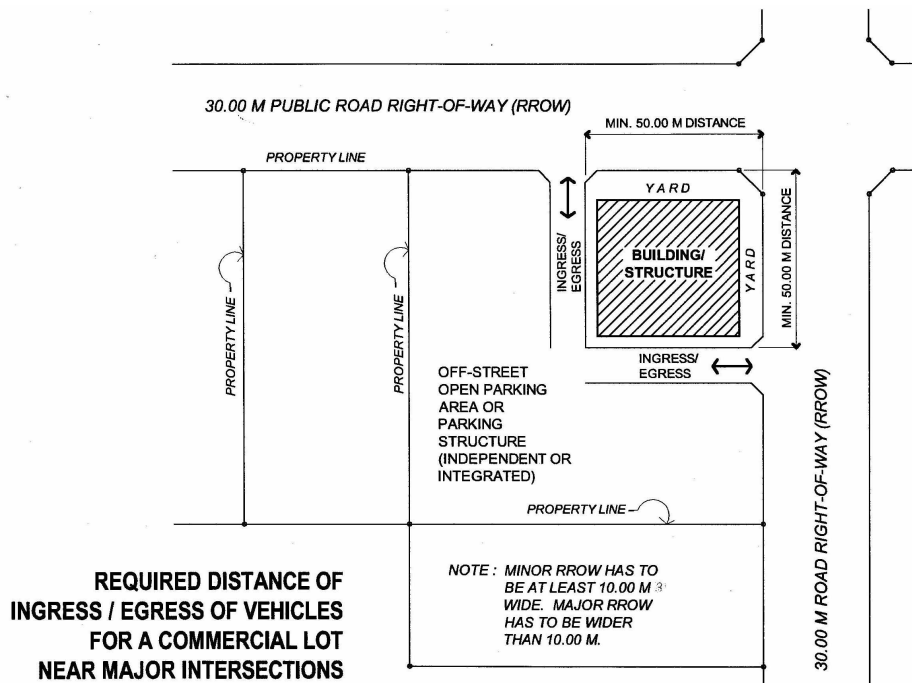 30.00 M PUBLIC ROAD RIGHT-OF-WAY (RROW)
MIN. 50.00 M DISTANCE
PROPERTY LINE
YARD
INGRESS/
EGRESS
BUILDING/
STRUCTURE
YARD
MIN. 50.00 M DISTANCE
PROPERTY LINE
PROPERTY LINE
INGRESS/
EGRESS
OFF-STREET
OPEN PARKING
AREA OR
PARKING
STRUCTURE
(INDEPENDENT OR
INTEGRATED)
PROPERTY LINE
30.00 M ROAD RIGHT-OF-WAY (RROW)
NOTE : MINOR RROW HAS TO
BE AT LEAST 10.00 M
WIDE. MAJOR RROW
HAS TO BE WIDER
THAN 10.00 M.
REQUIRED DISTANCE OF
INGRESS / EGRESS OF VEHICLES
FOR A COMMERCIAL LOT
NEAR MAJOR INTERSECTIONS